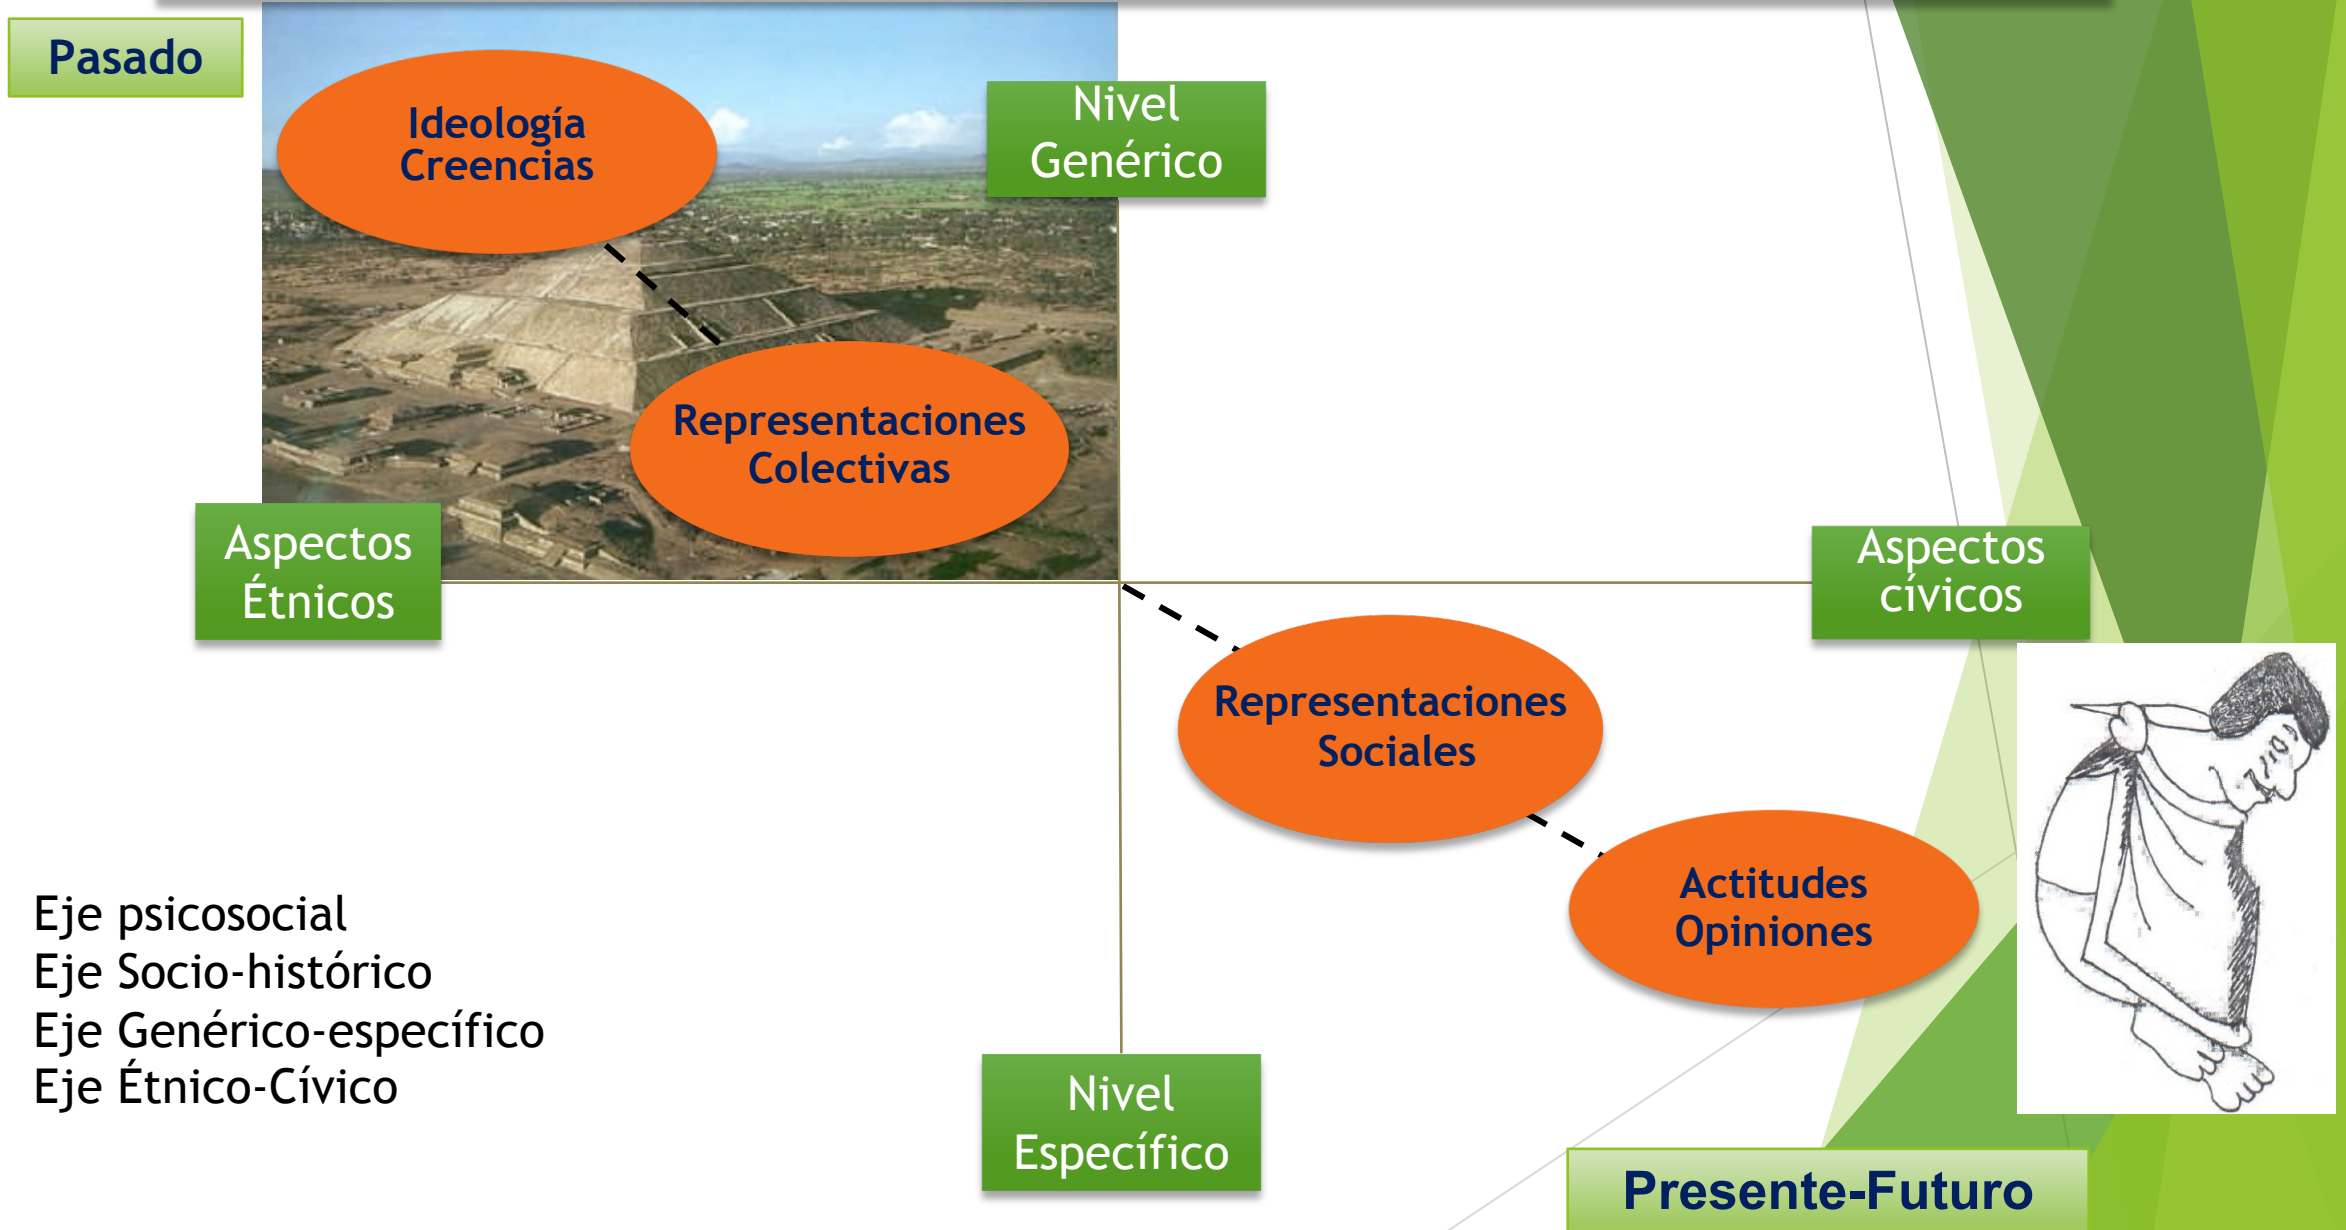 Pasado
Ideología
Creencias
Nivel
Genérico
Representaciones
Colectivas
Aspectos
Étnicos
Aspectos
cívicos
Representaciones
Sociales
Actitudes
Opiniones
Eje psicosocial
Eje Socio-histórico
Eje Genérico-específico
Eje Étnico-Cívico
Nivel
Específico
Presente-Futuro